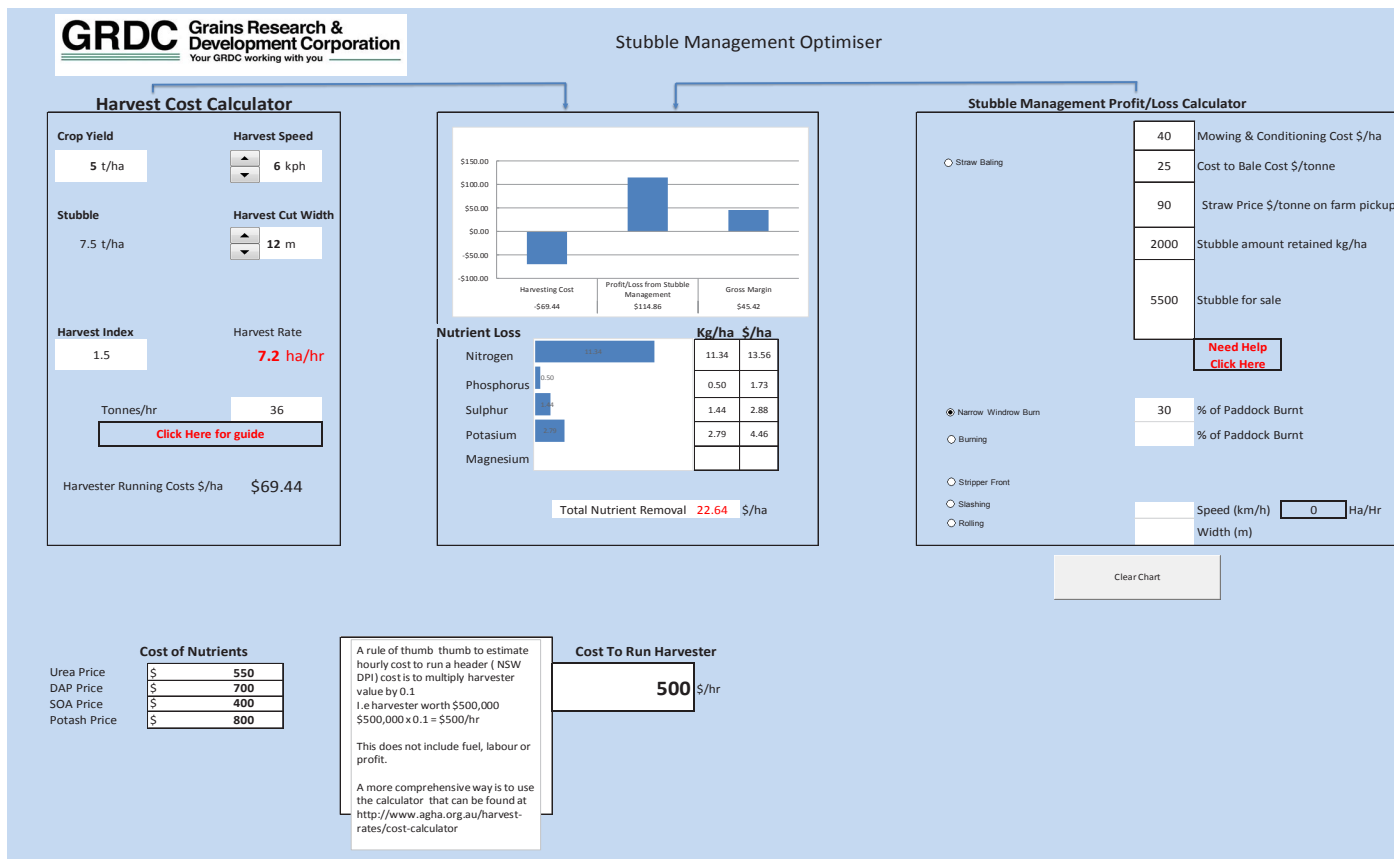 GRDC
Grains Research &
Development Corporation
Your GRDC working with you
Stubble Management Optimiser
Harvest Cost Calculator
Crop Yield
Harvest Speed
5 t/ha
6 kph
Stubble
Harvest Cut Width
7.5 t/ha
12 m
Harvest Index
Harvest Rate
1.5
7.2 ha/hr
Tonnes/hr
36
Click Here for guide
Harvester Running Costs $/ha
$69.44
$150.00
$100.00
$50.00
$0.00
-$50.00
-$100.00
Harvesting Cost
Profit/Loss from Stubble
Management
Gross Margin
-$69.44
$114.86
$45.42
Nutrient Loss
Kg/ha
$/ha
Nitrogen
11.34
11.34
13.56
Phosphorus
0.50
0.50
1.73
Sulphur
1.44
1.44
2.88
Potasium
2.79
2.79
4.46
Magnesium
Total Nutrient Removal
22.64
$/ha
Stubble Management Profit/Loss Calculator
40
Mowing & Conditioning Cost $/ha
Straw Baling
25
Cost to Bale Cost $/tonne
90
Straw Price $/tonne on farm pickup
2000
Stubble amount retained kg/ha
5500
Stubble for sale
Need Help
Click Here
Narrow Windrow Burn
30
% of Paddock Burnt
Burning
% of Paddock Burnt
Stripper Front
Slashing
Speed (km/h)
0
Ha/Hr
Rolling
Width (m)
Clear Chart
Cost of Nutrients
Urea Price
$ 550
DAP Price
$ 700
SOA Price
$ 400
Potash Price
$ 800
A rule of thumb thumb to estimate
hourly cost to run a header ( NSW
DPI) cost is to multiply harvester
value by 0.1
I.e harvester worth $500,000
$500,000 x 0.1 = $500/hr
This does not include fuel, labour or
profit.
A more comprehensive way is to use
the calculator that can be found at
http://www.agha.org.au/harvest-
rates/cost-calculator
Cost To Run Harvester
500
$/hr